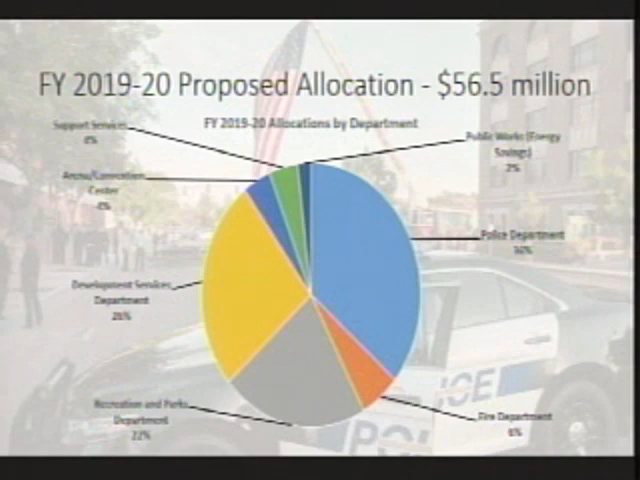 FY 2019-20 Proposed Allocation - $56.5 million
FY 2019-20 Allocations by Department
Support Services
4%
Public Works (Energy
Savings)
2%
Arena/Convention
Center
4%
Police Department
36%
Development Services
Department
26%
Recreation and Parks
Department
22%
Fire Department
6%
POLICE